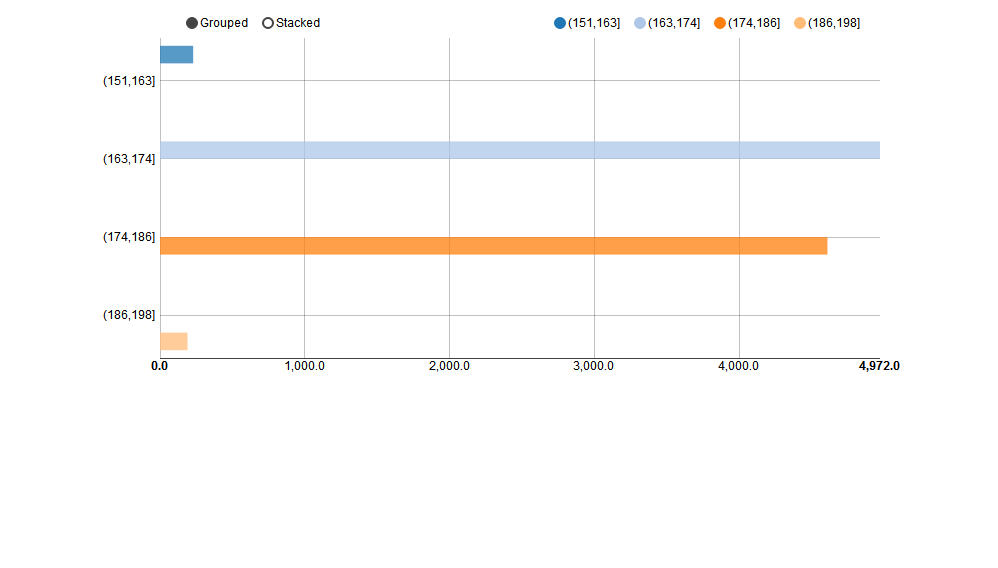 Grouped Stacked (151,163] (163,174] (174,186] (186,198]
(151,163]
(163,174]
(174,186]
(186,198]
0.0 1,000.0 2,000.0 3,000.0 4,000.0 4,972.0